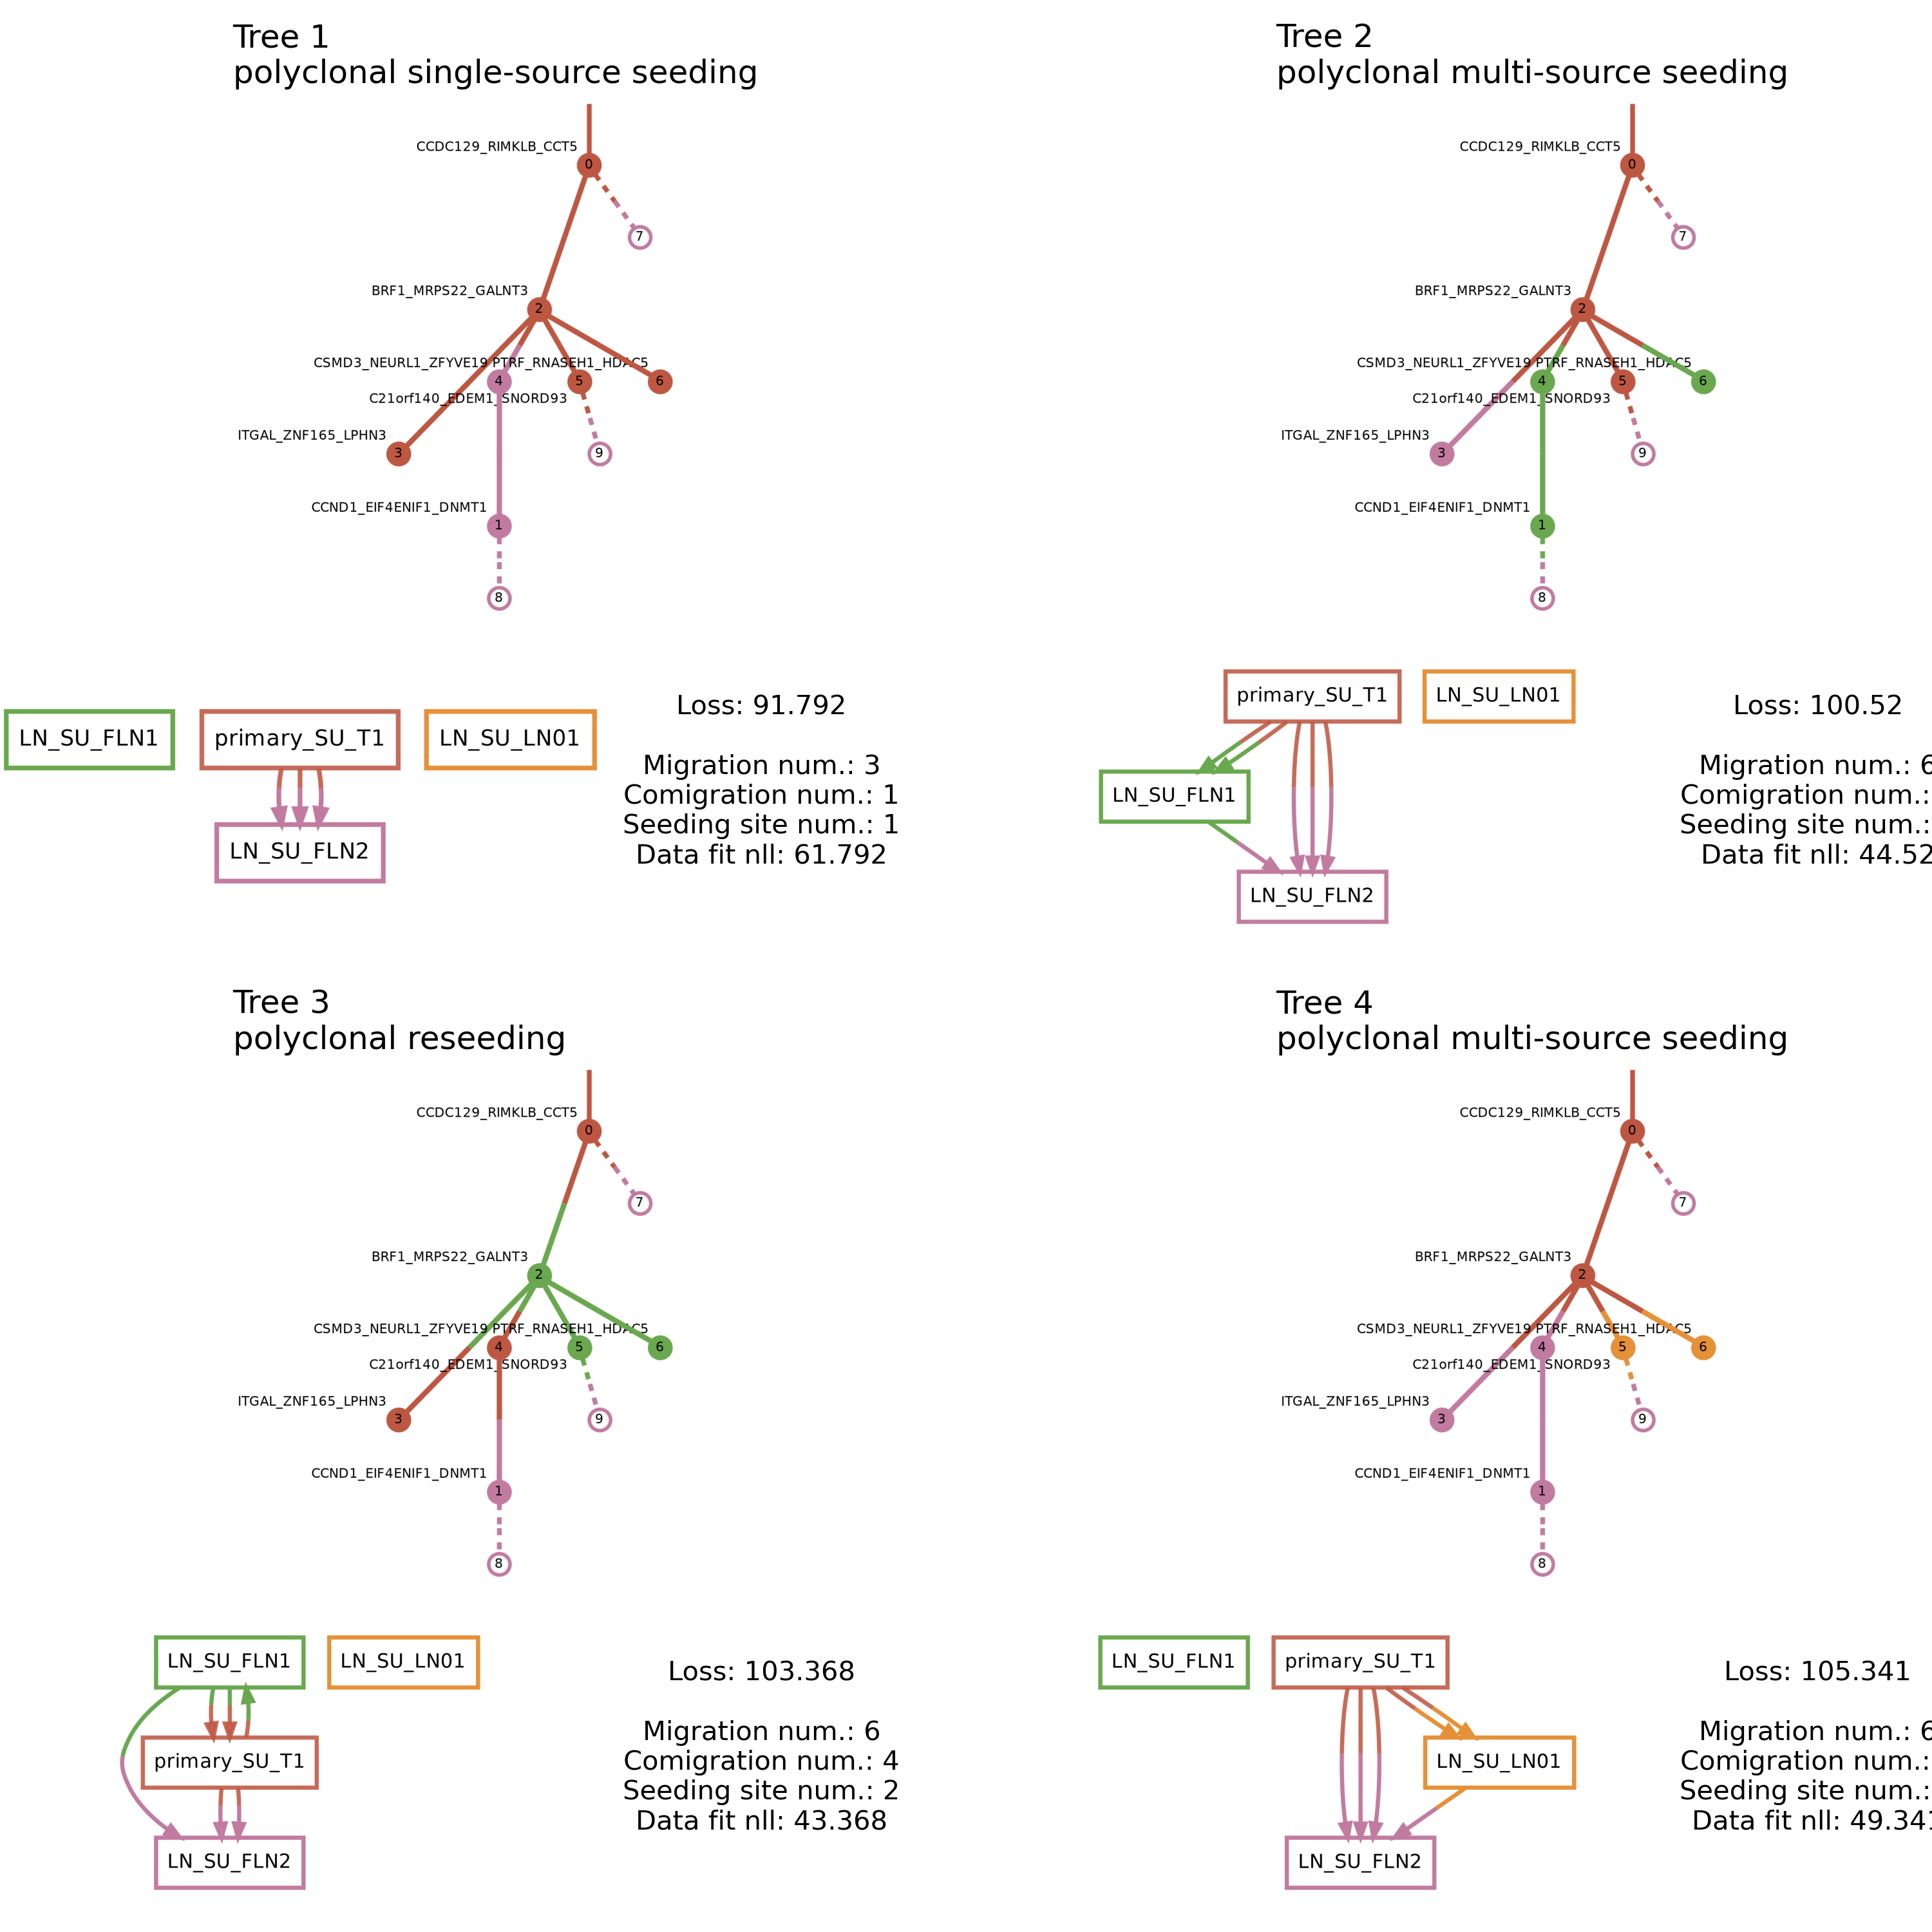 Tree 1
polyclonal single-source seeding
CCDC129_RIMKLB_CCT5
0
7
BRF1_MRPS22_GALNT3
2
CSMD3_NEURL1_ZFYVE19 PTRF_RNASEH1_HDAC5
4
5
6
C21orf140_EDEM1_SNORD93
ITGAL_ZNF165_LPHN3
3
9
CCND1_EIF4ENIF1_DNMT1
1
8
LN_SU_FLN1
primary_SU_T1
LN_SU_LN01
LN_SU_FLN2
Loss: 91.792
Migration num.: 3
Comigration num.: 1
Seeding site num.: 1
Data fit nll: 61.792
Tree 2
polyclonal multi-source seeding
CCDC129_RIMKLB_CCT5
0
7
BRF1_MRPS22_GALNT3
2
CSMD3_NEURL1_ZFYVE19 PTRF_RNASEH1_HDAC5
4
5
6
C21orf140_EDEM1_SNORD93
ITGAL_ZNF165_LPHN3
3
9
CCND1_EIF4ENIF1_DNMT1
1
8
primary_SU_T1
LN_SU_LN01
LN_SU_FLN1
LN_SU_FLN2
Loss: 100.52
Migration num.: 6
Comigration num.:
Seeding site num.:
Data fit nll: 44.52
Tree 3
polyclonal reseeding
CCDC129_RIMKLB_CCT5
0
7
BRF1_MRPS22_GALNT3
2
CSMD3_NEURL1_ZFYVE19 PTRF_RNASEH1_HDAC5
4
5
6
C21orf140_EDEM1_SNORD93
ITGAL_ZNF165_LPHN3
3
9
CCND1_EIF4ENIF1_DNMT1
1
8
LN_SU_FLN1
LN_SU_LN01
primary_SU_T1
LN_SU_FLN2
Loss: 103.368
Migration num.: 6
Comigration num.: 4
Seeding site num.: 2
Data fit nll: 43.368
Tree 4
polyclonal multi-source seeding
CCDC129_RIMKLB_CCT5
0
7
BRF1_MRPS22_GALNT3
2
CSMD3_NEURL1_ZFYVE19 PTRF_RNASEH1_HDAC5
4
5
6
C21orf140_EDEM1_SNORD93
ITGAL_ZNF165_LPHN3
3
9
CCND1_EIF4ENIF1_DNMT1
1
8
LN_SU_FLN1
primary_SU_T1
LN_SU_LN01
LN_SU_FLN2
Loss: 105.341
Migration num.: 6
Comigration num.:
Seeding site num.:
Data fit nll: 49.341